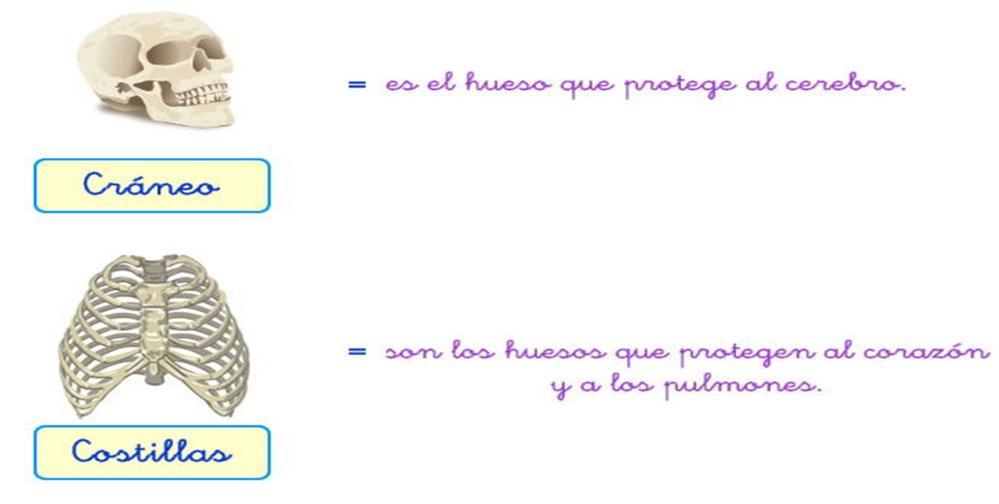 = es el hueso que protege al cerebro.
Cráneo
= son los huesos que protegen al corazón
y a los pulmones.
Costillas